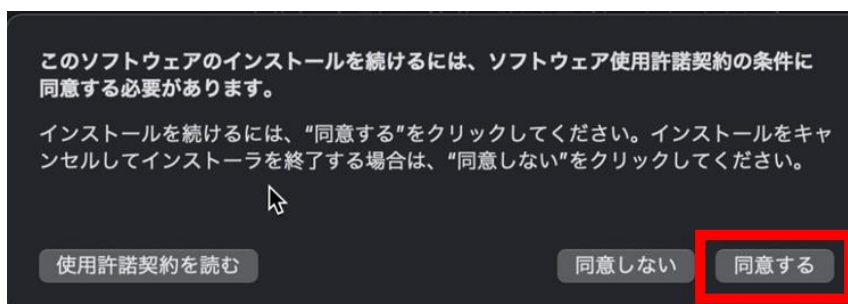 このソフトウェアのインストールを続けるには、ソフトウェア使用許諾契約の条件に
同意する必要があります。
インストールを続けるには、“同意する”をクリックしてください。インストールをキャ
ンセルしてインストーラを終了する場合は、“同意しない”をクリックしてください。
使用許諾契約を読む
同意しない
同意する